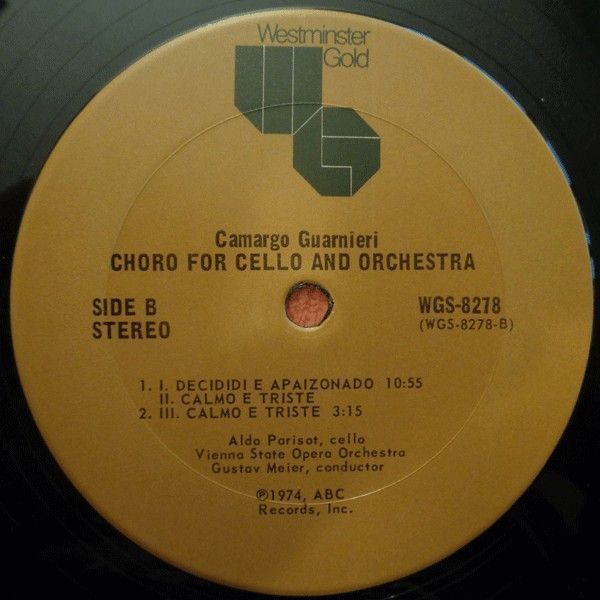 Westminster
Gold
Camargo Guarnieri
CHORO FOR CELLO AND ORCHESTRA
SIDE B
STEREO
WGS-8278
(WGS-8278-B)
1. I. DECIDIDI E APAIZONADO 10:55
II. CALMO E TRISTE
2. III. CALMO E TRISTE 3:15
Aldo Parisot, cello
Vienna State Opera Orchestra
Gustav Meier, conductor
℗1974, ABC
Records, Inc.